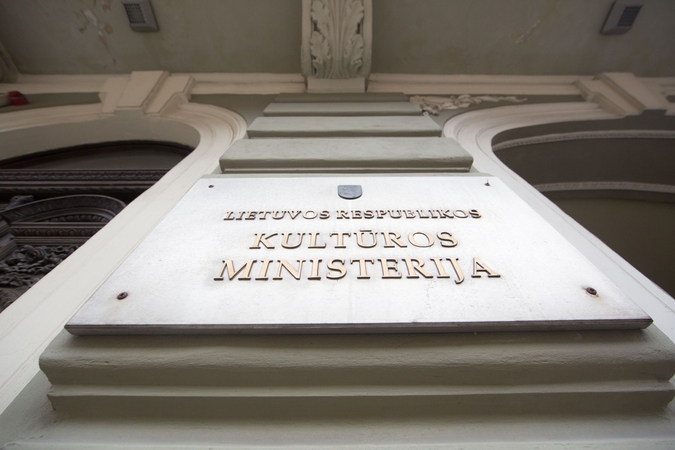 LIETUVOS RESPUBLIKOS
KULTŪROS
MINISTERIJA